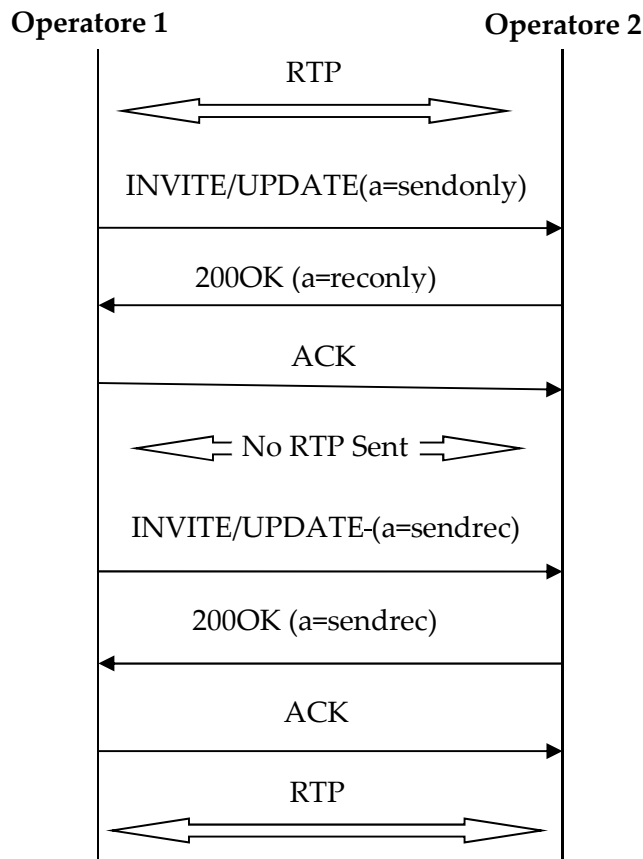 Operatore 1
Operatore 2
RTP
INVITE/UPDATE(a=sendonly)
200OK (a=reconly)
ACK
No RTP Sent
INVITE/UPDATE-(a=sendrec)
200OK (a=sendrec)
ACK
RTP